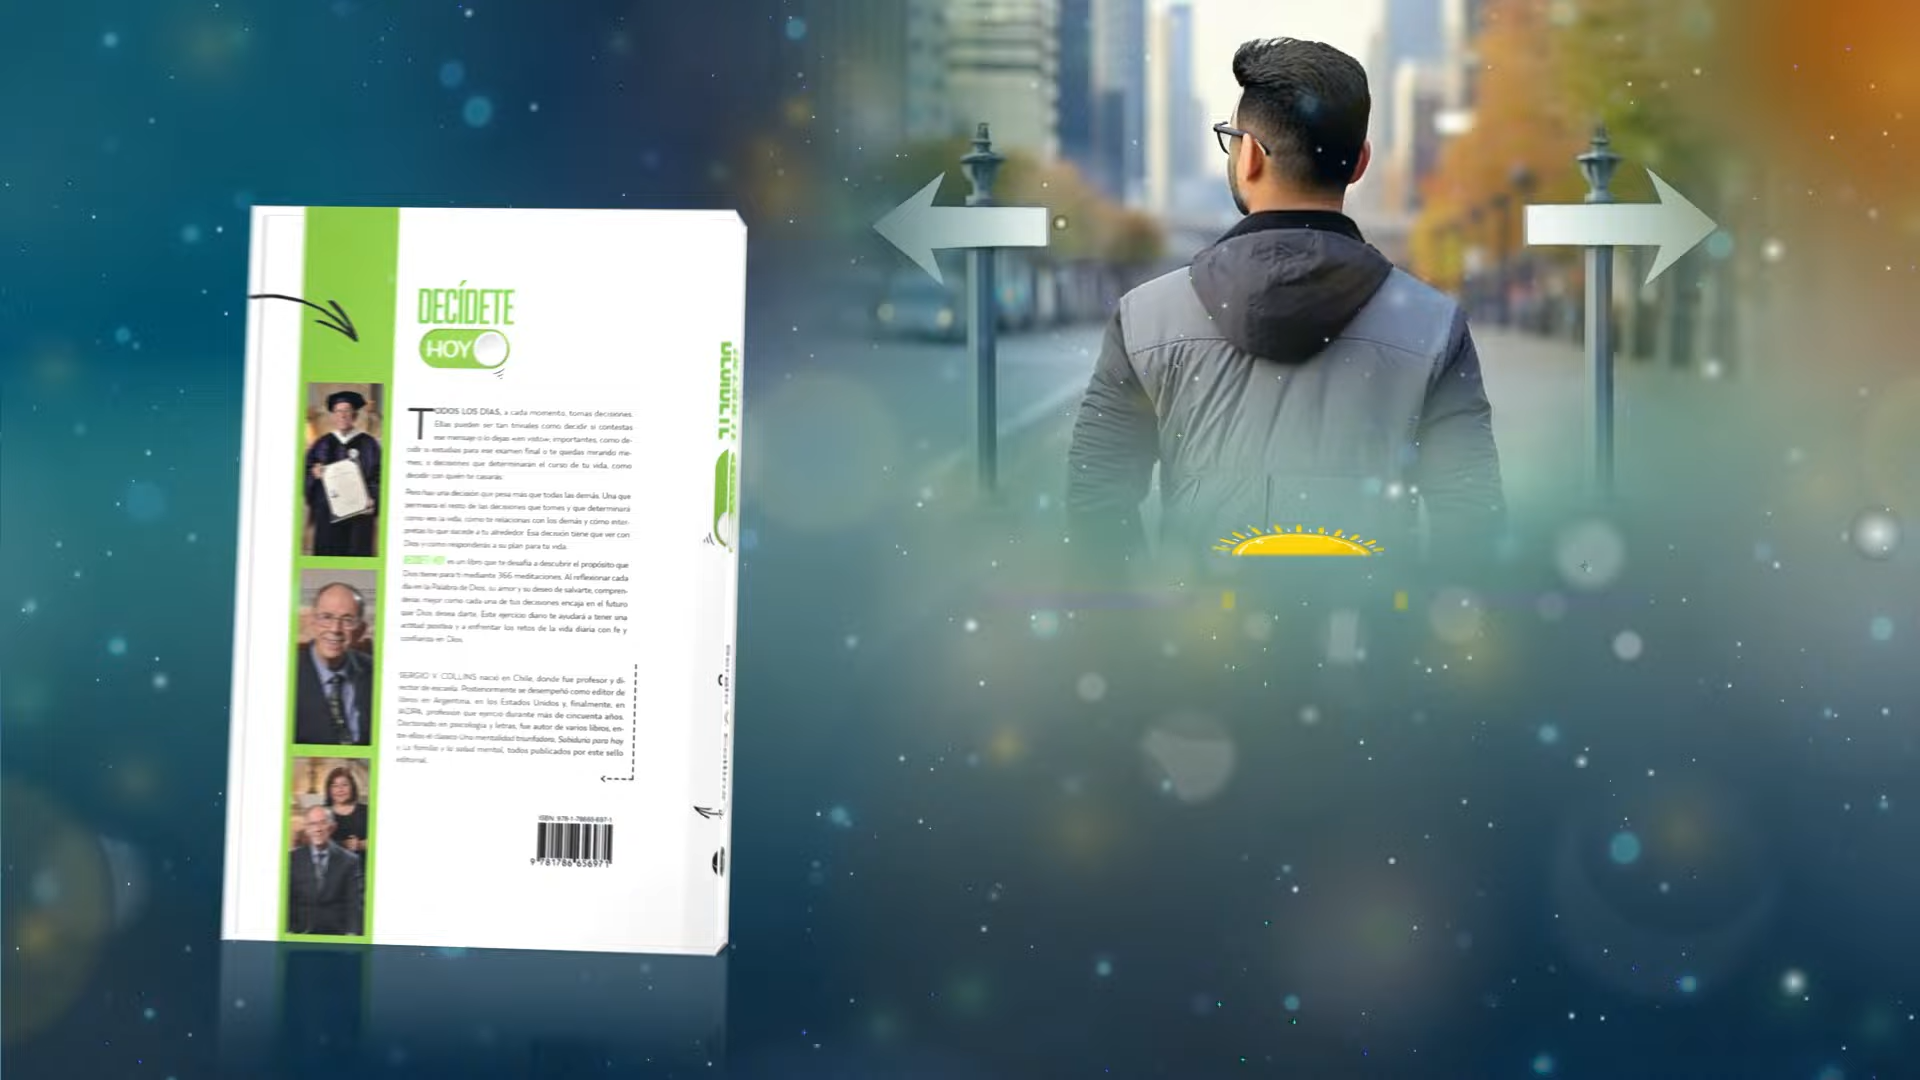 DECÍDETE
HOY
TODOS LOS DÍAS, a cada momento, tomas decisiones.
Ellas pueden ser tan triviales como decidir si contestas
ese mensaje o lo dejas «en visto»; importantes, como de-
cidir si estudias para ese examen final o te quedas mirando me-
mes; o decisiones que determinarán el curso de tu vida, como
decidir con quién te casarás.
Pero hay una decisión que pesa más que todas las demás. Una que
permeará el resto de las decisiones que tomes y que determinará
cómo ves la vida, cómo te relacionas con los demás y cómo inter-
pretas lo que sucede a tu alrededor. Esa decisión tiene que ver con
Dios y cómo responderás a su plan para tu vida.
DECÍDETE HOY es un libro que te desafía a descubrir el propósito que
Dios tiene para ti mediante 366 meditaciones. Al reflexionar cada
día en la Palabra de Dios, su amor y su deseo de salvarte, compren-
derás mejor cómo cada una de tus decisiones encaja en el futuro
que Dios desea darte. Este ejercicio diario te ayudará a tener una
actitud positiva y a enfrentar los retos de la vida diaria con fe y
confianza en Dios.
SERGIO V. COLLINS nació en Chile, donde fue profesor y di-
rector de escuela. Posteriormente se desempeñó como editor de
libros en Argentina, en los Estados Unidos y, finalmente, en
IADPA, profesión que ejerció durante más de cincuenta años.
Doctorado en psicología y letras, fue autor de varios libros, en-
tre ellos el clásico Una mentalidad triunfadora, Sabiduría para hoy
y La familia y la salud mental, todos publicados por este sello
editorial.
ISBN: 978-1-78665-697-1
9 781786 656971